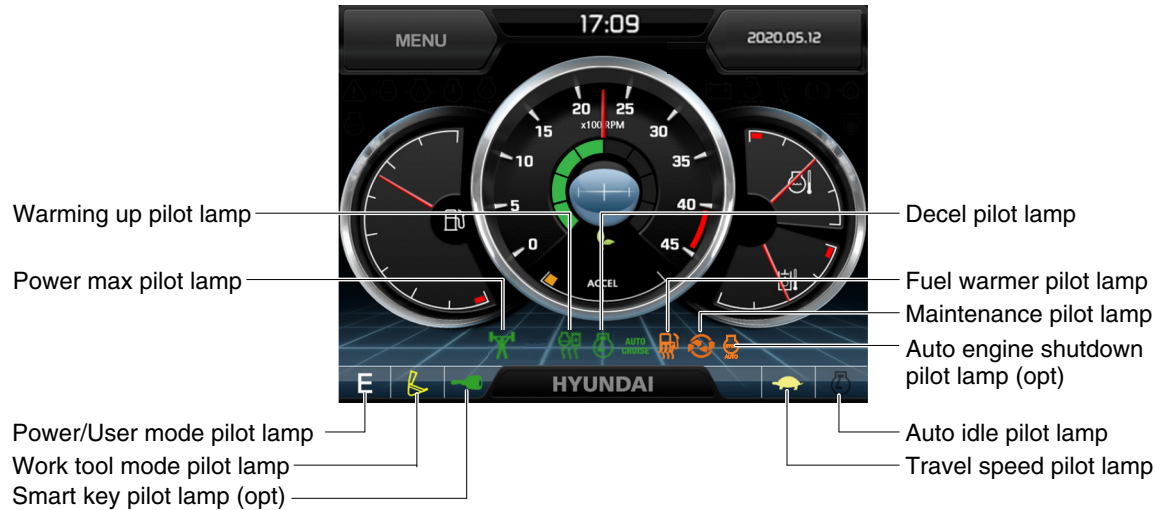 MENU
17:09
2020.05.12
20 25
x100 RPM
15 30
10 35
5 40
0 45
ACCEL
Warming up pilot lamp
Power max pilot lamp
Decel pilot lamp
Fuel warmer pilot lamp
Maintenance pilot lamp
Auto engine shutdown
pilot lamp (opt)
AUTO
CRUISE
AUTO
E
HYUNDAI
Power/User mode pilot lamp
Work tool mode pilot lamp
Smart key pilot lamp (opt)
Auto idle pilot lamp
Travel speed pilot lamp